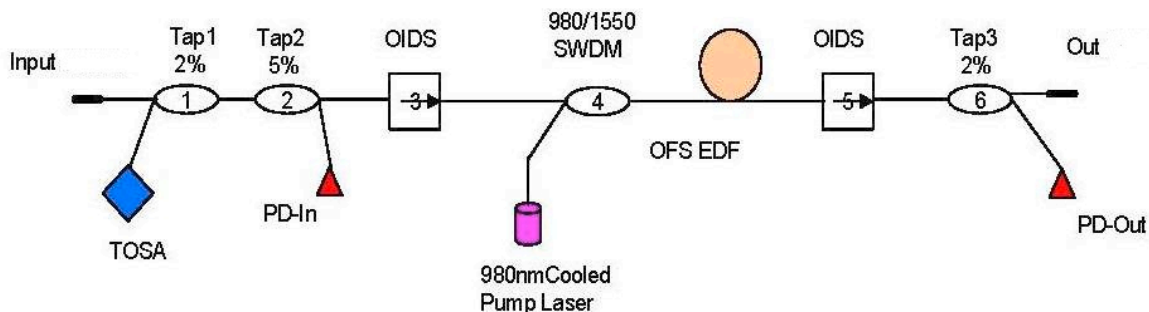 Input
Tap1
2%
Tap2
5%
OIDS
980/1550
SWDM
OIDS
Tap3
2%
Out
1
2
3
4
5
6
OFS EDF
TOSA
PD-In
980nmCooled
Pump Laser
PD-Out